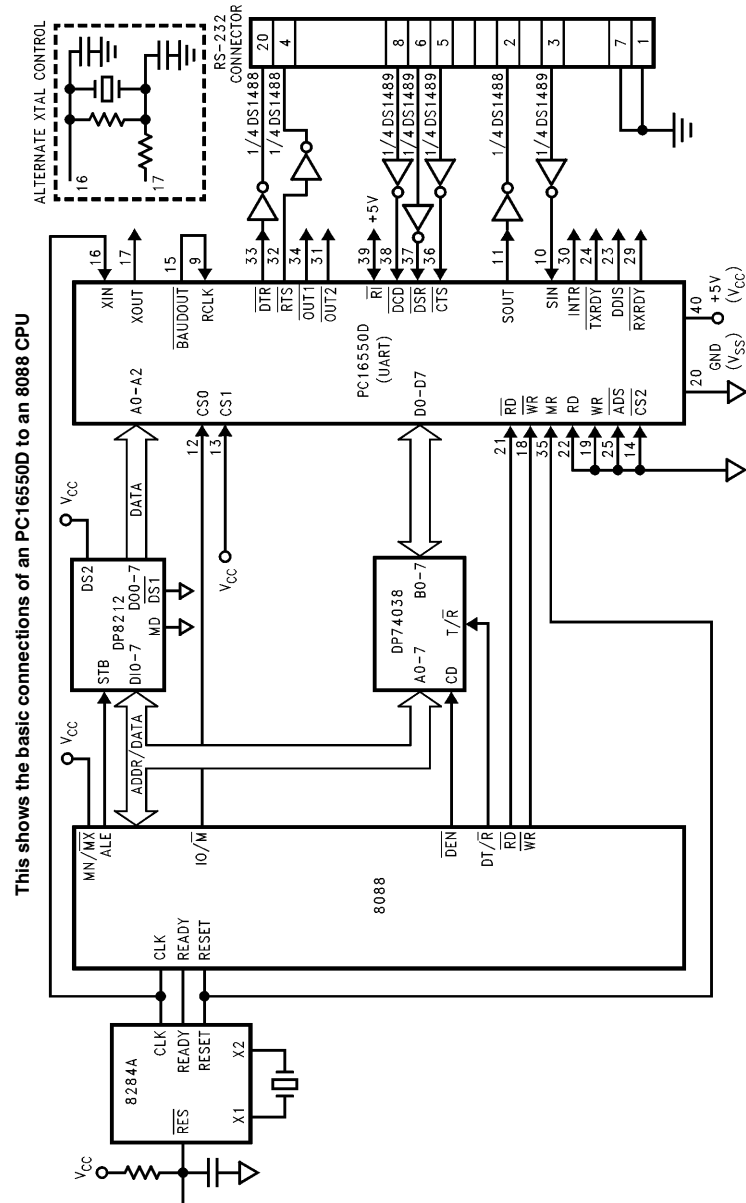 This shows the basic connections of an PC16550D to an 8088 CPU
ALTERNATE XTAL CONTROL
16
17
RS-232
CONNECTOR
20
4
8
6
5
2
3
7
1
1/4 DS1488
1/4 DS1488
1/4 DS1489
1/4 DS1489
1/4 DS1489
1/4 DS1488
1/4 DS1489
+5V
16
17
15
9
33
32
34
31
39
38
37
36
11
10
30
24
23
29
XIN
XOUT
BAUDOUT
RCLK
DTR
RTS
OUT1
OUT2
RI
DCD
DSR
CTS
SOUT
SIN
INTR
TXRDY
DDIS
RXRDY
PC16550D
(UART)
A0-A2
CS0
CS1
D0-D7
RD
WR
MR
RD
WR
ADS
CS2
12
13
21
18
35
22
19
25
14
20
GND
(VSS)
40
+5V
(VCC)
DATA
VCC
DS2
DP8212
STB
DI0-7
DO0-7
MD
DS1
VCC
DP74038
A0-7
B0-7
CD
T/R
ADDR/DATA
VCC
MN/MX
ALE
IO/M
DEN
DT/R
RD
WR
8088
CLK
READY
RESET
8284A
CLK
READY
RESET
RES
X1
X2
VCC